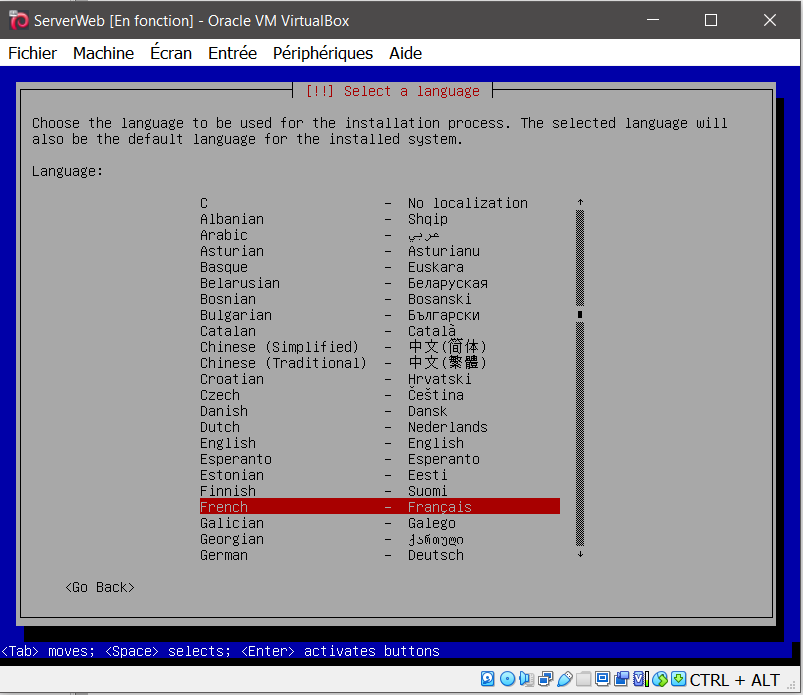 ServerWeb [En fonction] - Oracle VM VirtualBox
Fichier Machine Écran Entrée Périphériques Aide
[!!] Select a language
Choose the language to be used for the installation process. The selected language will
also be the default language for the installed system.
Language:
C - No localization
Albanian - Shqip
Arabic - عربي
Asturian - Asturianu
Basque - Euskara
Belarusian - Беларуская
Bosnian - Bosanski
Bulgarian - Български
Catalan - Català
Chinese (Simplified) - 中文(简体)
Chinese (Traditional) - 中文(繁體)
Croatian - Hrvatski
Czech - Čeština
Danish - Dansk
Dutch - Nederlands
English - English
Esperanto - Esperanto
Estonian - Eesti
Finnish - Suomi
French - Français
Galician - Galego
Georgian - ქართული
German - Deutsch
<Go Back>
<Tab> moves; <Space> selects; <Enter> activates buttons
CTRL + ALT